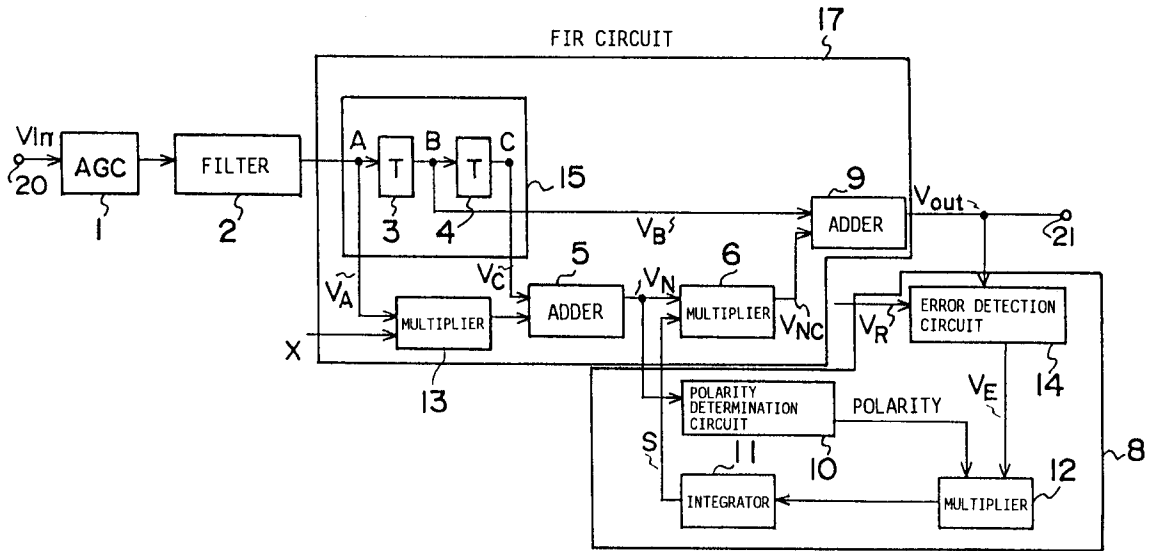 FIR CIRCUIT
17
VIn
20
AGC
1
FILTER
2
A
B
C
T
T
3
4
15
VB
9
ADDER
Vout
21
VA
VC
5
ADDER
VN
6
MULTIPLIER
VNC
X
MULTIPLIER
13
VR
ERROR DETECTION
CIRCUIT
14
VE
POLARITY
DETERMINATION
CIRCUIT
10
POLARITY
8
S
11
INTEGRATOR
MULTIPLIER
12